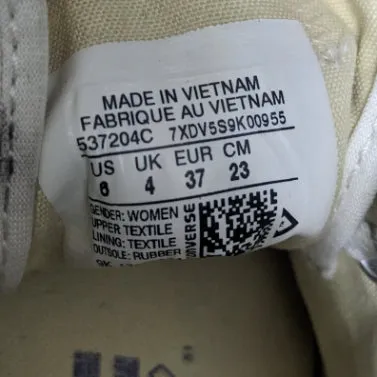 MADE IN VIETNAM
FABRIQUE AU VIETNAM
537204C 7XDV5S9K00955
US UK EUR CM
6 4 37 23
GENDER: WOMEN
UPPER TEXTILE
LINING: TEXTILE
OUTSOLE: RUBBER
CONVERSE